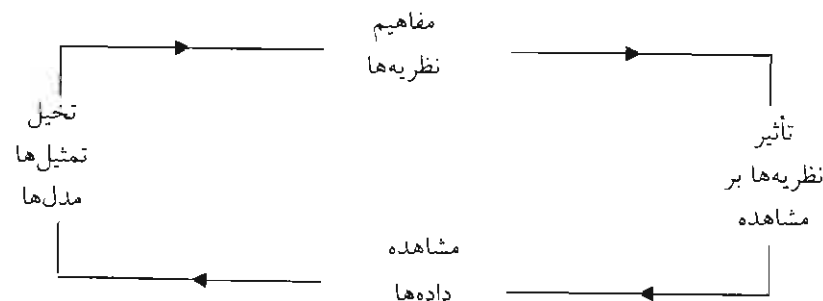 مفاهیم
نظریه‌ها
تأثیر
نظریه‌ها بر
مشاهده
مشاهده
داده‌ها
تخیل
تمثیل‌ها
مدل‌ها